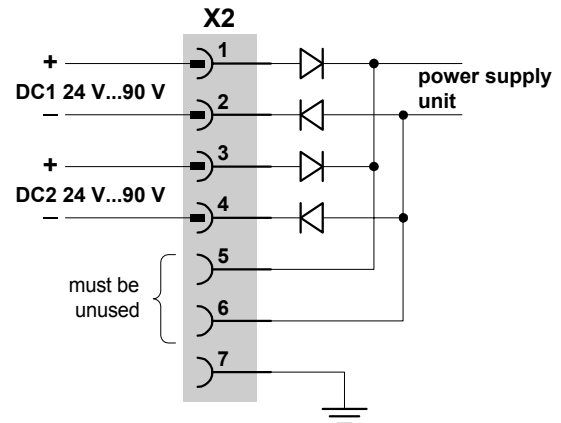 X2
1
+
power supply
unit
DC1 24 V...90 V
2
–
3
+
DC2 24 V...90 V
4
–
5
must be
unused
6
7